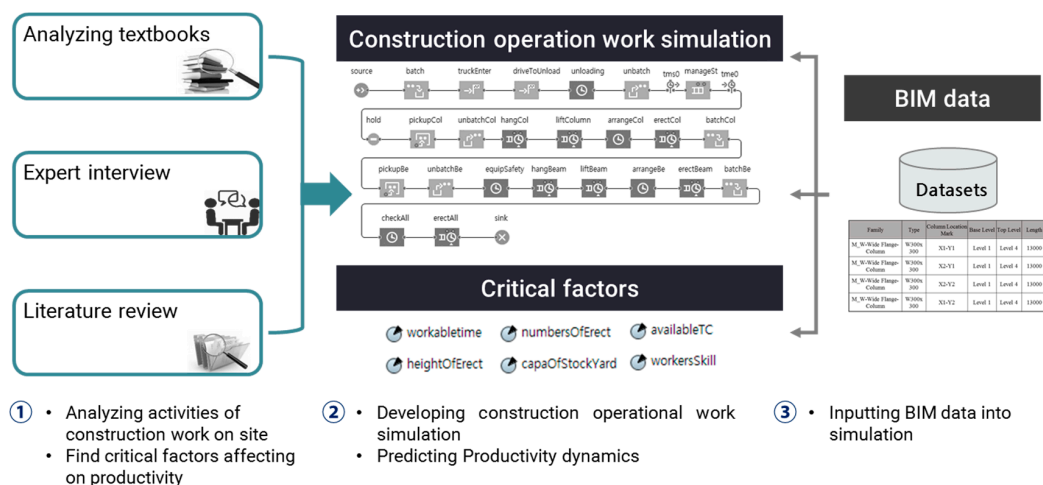 Analyzing textbooks
Expert interview
Literature review
Construction operation work simulation
source batch truckEnter driveToUnload unloading unbatch tms0 manageSt tme0
hold pickupCol unbatchCol hangCol liftColumn arrangeCol erectCol batchCol
pickupBe unbatchBe equipSafety hangBeam liftBeam arrangeBe erectBeam batchBe
checkAll erectAll sink
Critical factors
workabletime numbersOfErect availableTC
heightOfErect capaOfStockYard workersSkill
BIM data
Datasets
Family Type Column Location Mark Base Level Top Level Length
M_W-Wide Flange-Column W300x300 X1-Y1 Level 1 Level 4 13000
M_W-Wide Flange-Column W300x300 X2-Y1 Level 1 Level 4 13000
M_W-Wide Flange-Column W300x300 X2-Y2 Level 1 Level 4 13000
M_W-Wide Flange-Column W300x300 X1-Y2 Level 1 Level 4 13000
1 • Analyzing activities of
construction work on site
• Find critical factors affecting
on productivity
2 • Developing construction operational work
simulation
• Predicting Productivity dynamics
3 • Inputting BIM data into
simulation